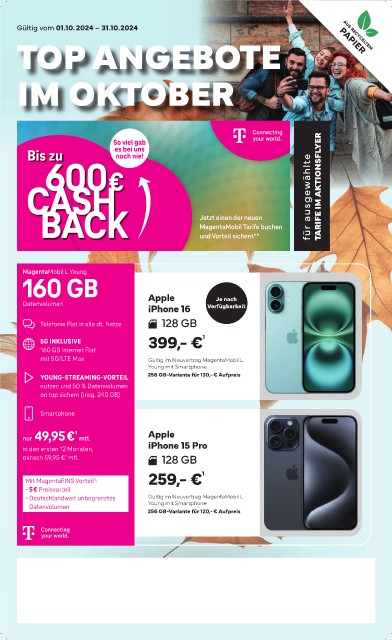 Gültig vom 01.10.2024 – 31.10.2024
AUS RECYCELTEM
PAPIER
TOP ANGEBOTE
IM OKTOBER
So viel gab
es bei uns
noch nie!
Bis zu
600€
CASH
BACK
T Connecting
your world.
Jetzt einen der neuen
MagentaMobil Tarife buchen
und Vorteil sichern**
für ausgewählte
TARIFE IM AKTIONSFLYER
MagentaMobil L Young
160 GB
Datenvolumen
Telefonie Flat in alle dt. Netze
5G INKLUSIVE
160 GB Internet Flat
mit 5G/LTE Max
YOUNG-STREAMING-VORTEIL
nutzen und 50 % Datenvolumen
on top sichern (insg. 240 GB)
Smartphone
nur 49,95 €¹ mtl.
in den ersten 12 Monaten,
danach 59,95 € mtl.
Mit MagentaEINS Vorteil²:
- 5 € Preisvorteil
- Deutschlandweit unbegrenztes
Datenvolumen
T Connecting
your world.
Apple
iPhone 16
128 GB
399,– €¹
Gültig im Neuvertrag MagentaMobil L
Young mit Smartphone
256 GB-Variante für 130,- € Aufpreis
Je nach
Verfügbarkeit
Apple
iPhone 15 Pro
128 GB
259,– €¹
Gültig im Neuvertrag MagentaMobil L
Young mit Smartphone
256 GB-Variante für 120,- € Aufpreis